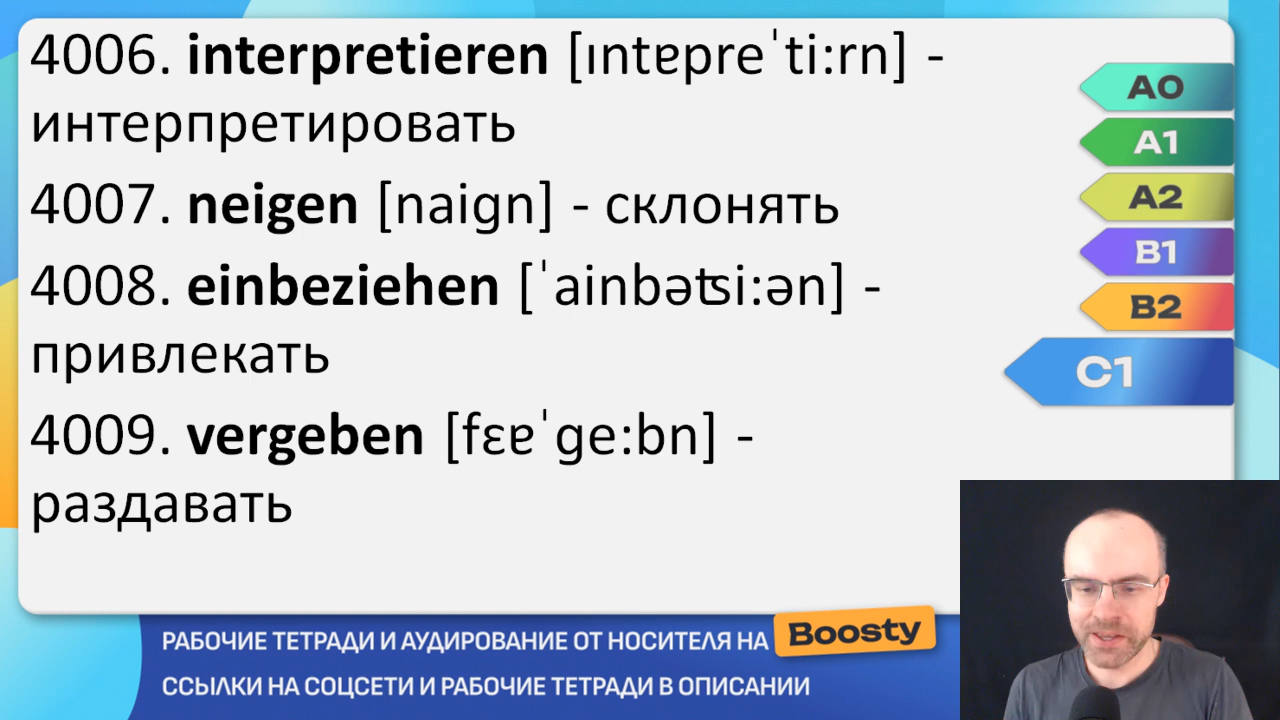 4006. interpretieren [ıntɐpreˈti:rn] -
интерпретировать
4007. neigen [naign] - склонять
4008. einbeziehen [ˈainbəʦi:ən] -
привлекать
4009. vergeben [fɛɐˈge:bn] -
раздавать
A0
A1
A2
B1
B2
C1
РАБОЧИЕ ТЕТРАДИ И АУДИРОВАНИЕ ОТ НОСИТЕЛЯ НА Boosty
ССЫЛКИ НА СОЦСЕТИ И РАБОЧИЕ ТЕТРАДИ В ОПИСАНИИ